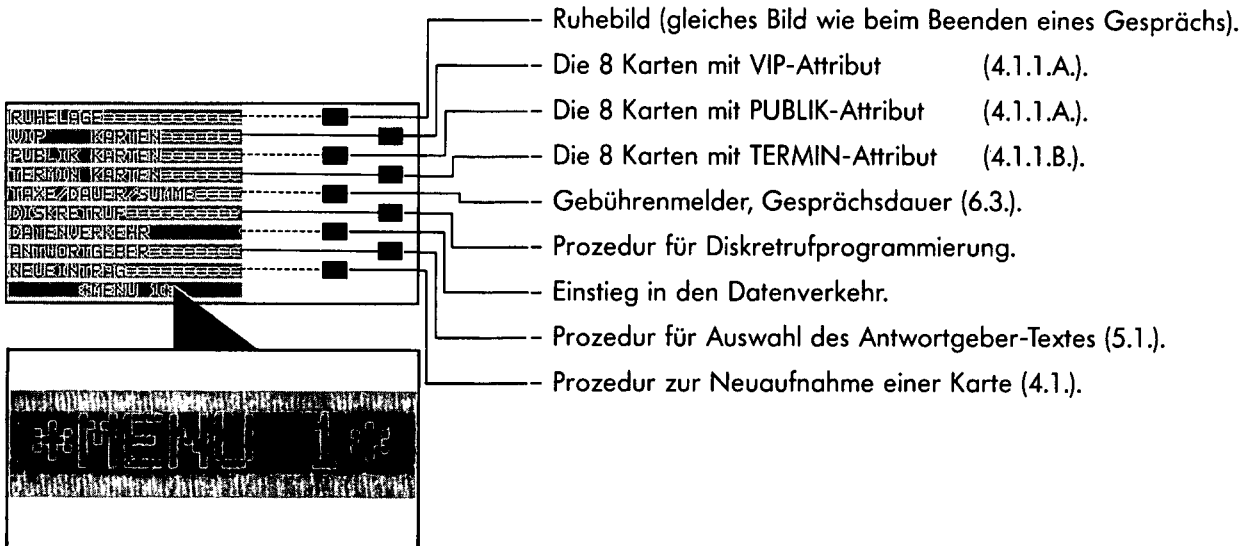 Ruhebild (gleiches Bild wie beim Beenden eines Gesprächs).
Die 8 Karten mit VIP-Attribut (4.1.1.A.).
Die 8 Karten mit PUBLIK-Attribut (4.1.1.A.).
Die 8 Karten mit TERMIN-Attribut (4.1.1.B.).
Gebührenmelder, Gesprächsdauer (6.3.).
Prozedur für Diskretrufprogrammierung.
Einstieg in den Datenverkehr.
Prozedur für Auswahl des Antwortgeber-Textes (5.1.).
Prozedur zur Neuaufnahme einer Karte (4.1.).
RUHELAGE
VIP KARTEN
PUBLIK KARTEN
TERMIN KARTEN
TAXE/DAUER/SUMME
DISKRETRUF
DATENVERKEHR
ANTWORTGEBER
NEUEINTRAG
*MENU 1*
*MENU 1*